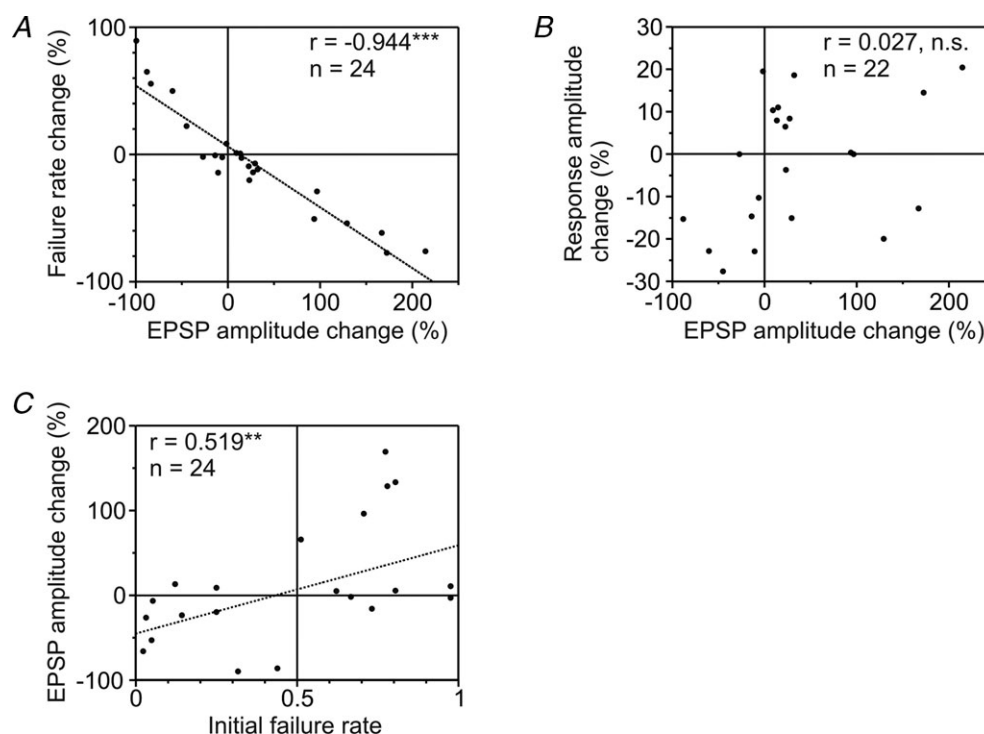 A
Failure rate change (%)
100
0
-100
r = -0.944***
n = 24
-100 0 100 200
EPSP amplitude change (%)
B
Response amplitude
change (%)
30
20
10
0
-10
-20
-30
r = 0.027, n.s.
n = 22
-100 0 100 200
EPSP amplitude change (%)
C
EPSP amplitude change (%)
200
100
0
-100
r = 0.519**
n = 24
0 0.5 1
Initial failure rate